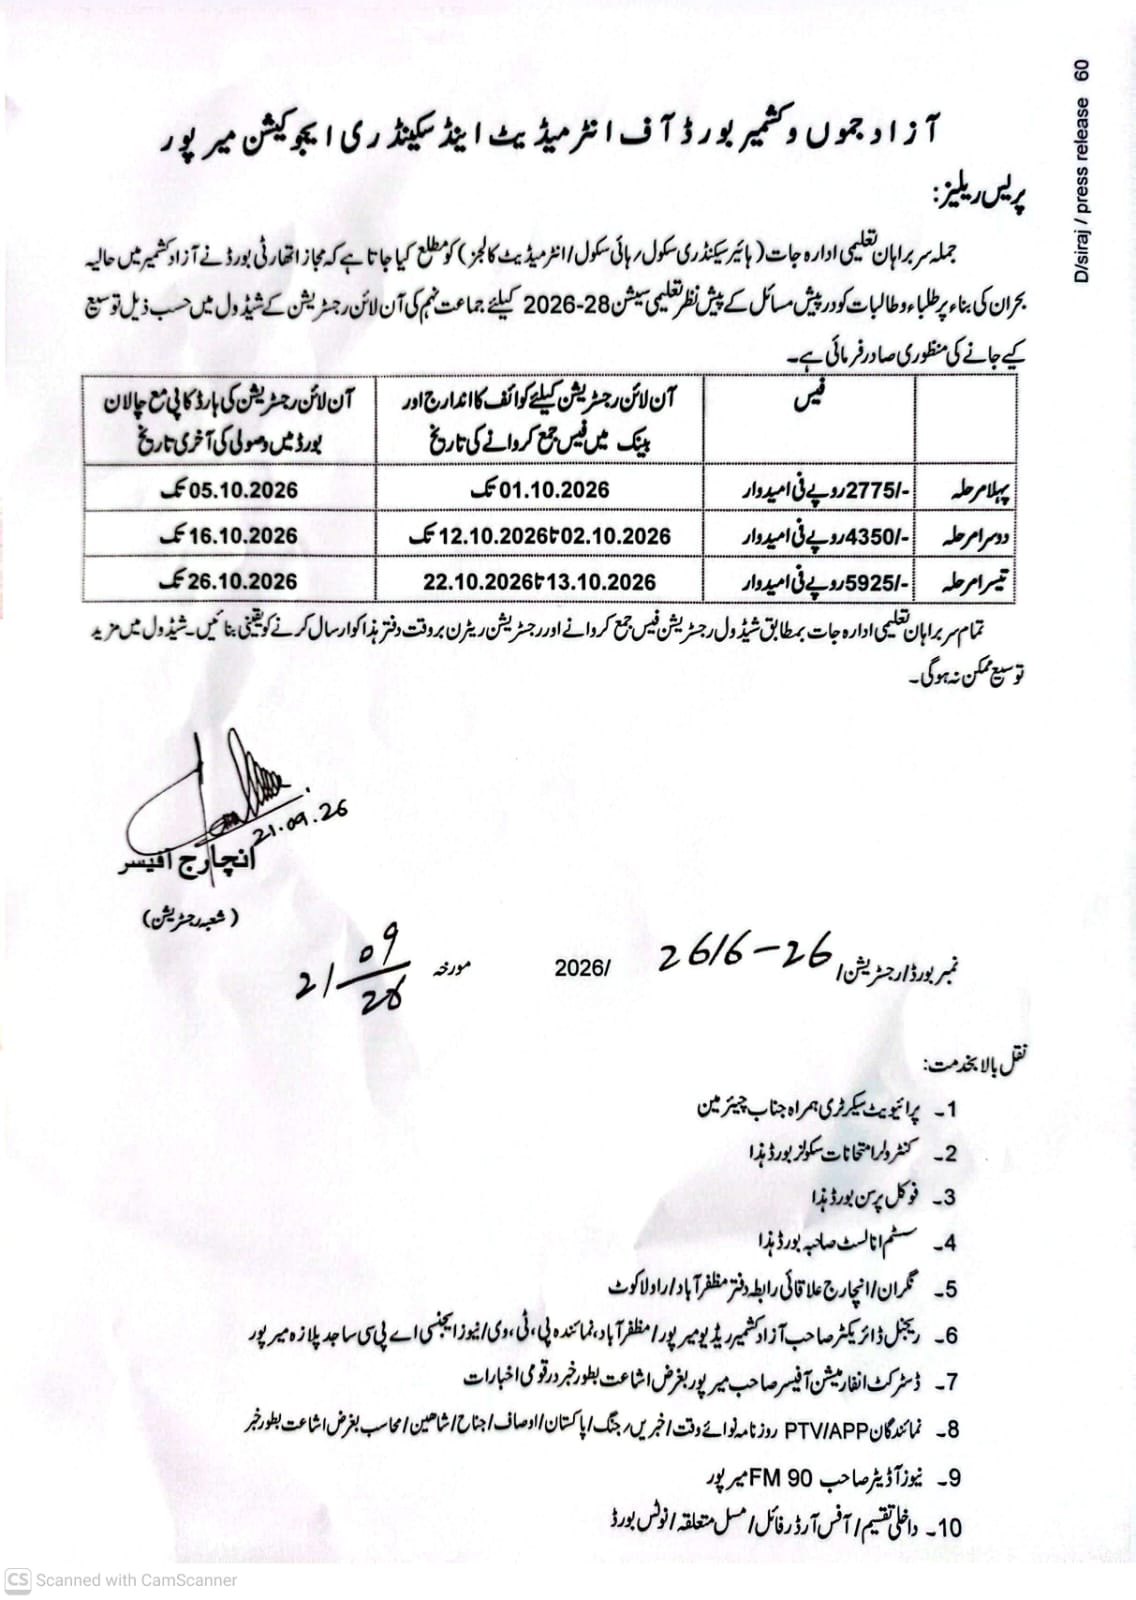 D/siraj / press release 60
آزاد جموں و کشمیر بورڈ آف انٹرمیڈیٹ اینڈ سکینڈری ایجوکیشن میرپور
پریس ریلیز:
جملہ سربراہان تعلیمی ادارہ جات (ہائیر سیکنڈری سکول/ہائی سکول/انٹرمیڈیٹ کالجز) کو مطلع کیا جاتا ہے کہ مجاز اتھارٹی بورڈ نے آزاد کشمیر میں حالیہ
بحران کی بناء پر طلباء و طالبات کو درپیش مسائل کے پیش نظر تعلیمی سیشن 28-2026 کیلئے جماعت نہم کی آن لائن رجسٹریشن کے شیڈول میں حسب ذیل توسیع
کیے جانے کی منظوری صادر فرمائی ہے۔
فیس | آن لائن رجسٹریشن کیلئے کوائف کا اندراج اور | آن لائن رجسٹریشن کی ہارڈ کاپی مع چالان
بینک میں فیس جمع کروانے کی تاریخ | بورڈ میں وصولی کی آخری تاریخ
پہلا مرحلہ | 2775/- روپے فی امیدوار | 01.10.2026 تک | 05.10.2026 تک
دوسرا مرحلہ | 4350/- روپے فی امیدوار | 02.10.2026 تا 12.10.2026 تک | 16.10.2026 تک
تیسرا مرحلہ | 5925/- روپے فی امیدوار | 13.10.2026 تا 22.10.2026 | 26.10.2026 تک
تمام سربراہان تعلیمی ادارہ جات بمطابق شیڈول رجسٹریشن فیس جمع کروانے اور رجسٹریشن ریٹرن بروقت دفتر ہذا کو ارسال کرنے کو یقینی بنائیں۔ شیڈول میں مزید
توسیع ممکن نہ ہوگی۔
21.09.26
انچارج آفیسر
(شعبہ رجسٹریشن)
نمبر بورڈ/رجسٹریشن/ 2616-26 /2026 مورخہ 21/09/26
نقل بالا بخدمت:
1۔ پرائیویٹ سیکرٹری ہمراہ جناب چیئرمین
2۔ کنٹرولر امتحانات سکولز بورڈ ہذا
3۔ فوکل پرسن بورڈ ہذا
4۔ سسٹم انالسٹ صاحبہ بورڈ ہذا
5۔ نگران/انچارج علاقائی رابطہ دفتر مظفرآباد/راولاکوٹ
6۔ ریجنل ڈائریکٹر صاحب آزاد کشمیر ریڈیو میرپور/مظفرآباد، نمائندہ پی،ٹی،وی/نیوز ایجنسی اے پی سی ساجد پلازہ میرپور
7۔ ڈسٹرکٹ انفارمیشن آفیسر صاحب میرپور بغرض اشاعت بطور خبر در قومی اخبارات
8۔ نمائندگان PTV/APP روزنامہ نوائے وقت/خبریں/جنگ/پاکستان/اوصاف/جناح/شاھین/محاسب بغرض اشاعت بطور خبر
9۔ نیوز آڈیٹر صاحب FM 90 میرپور
10۔ داخلی تقسیم/آفس آرڈر فائل/مسل متعلقہ/نوٹس بورڈ
CS Scanned with CamScanner